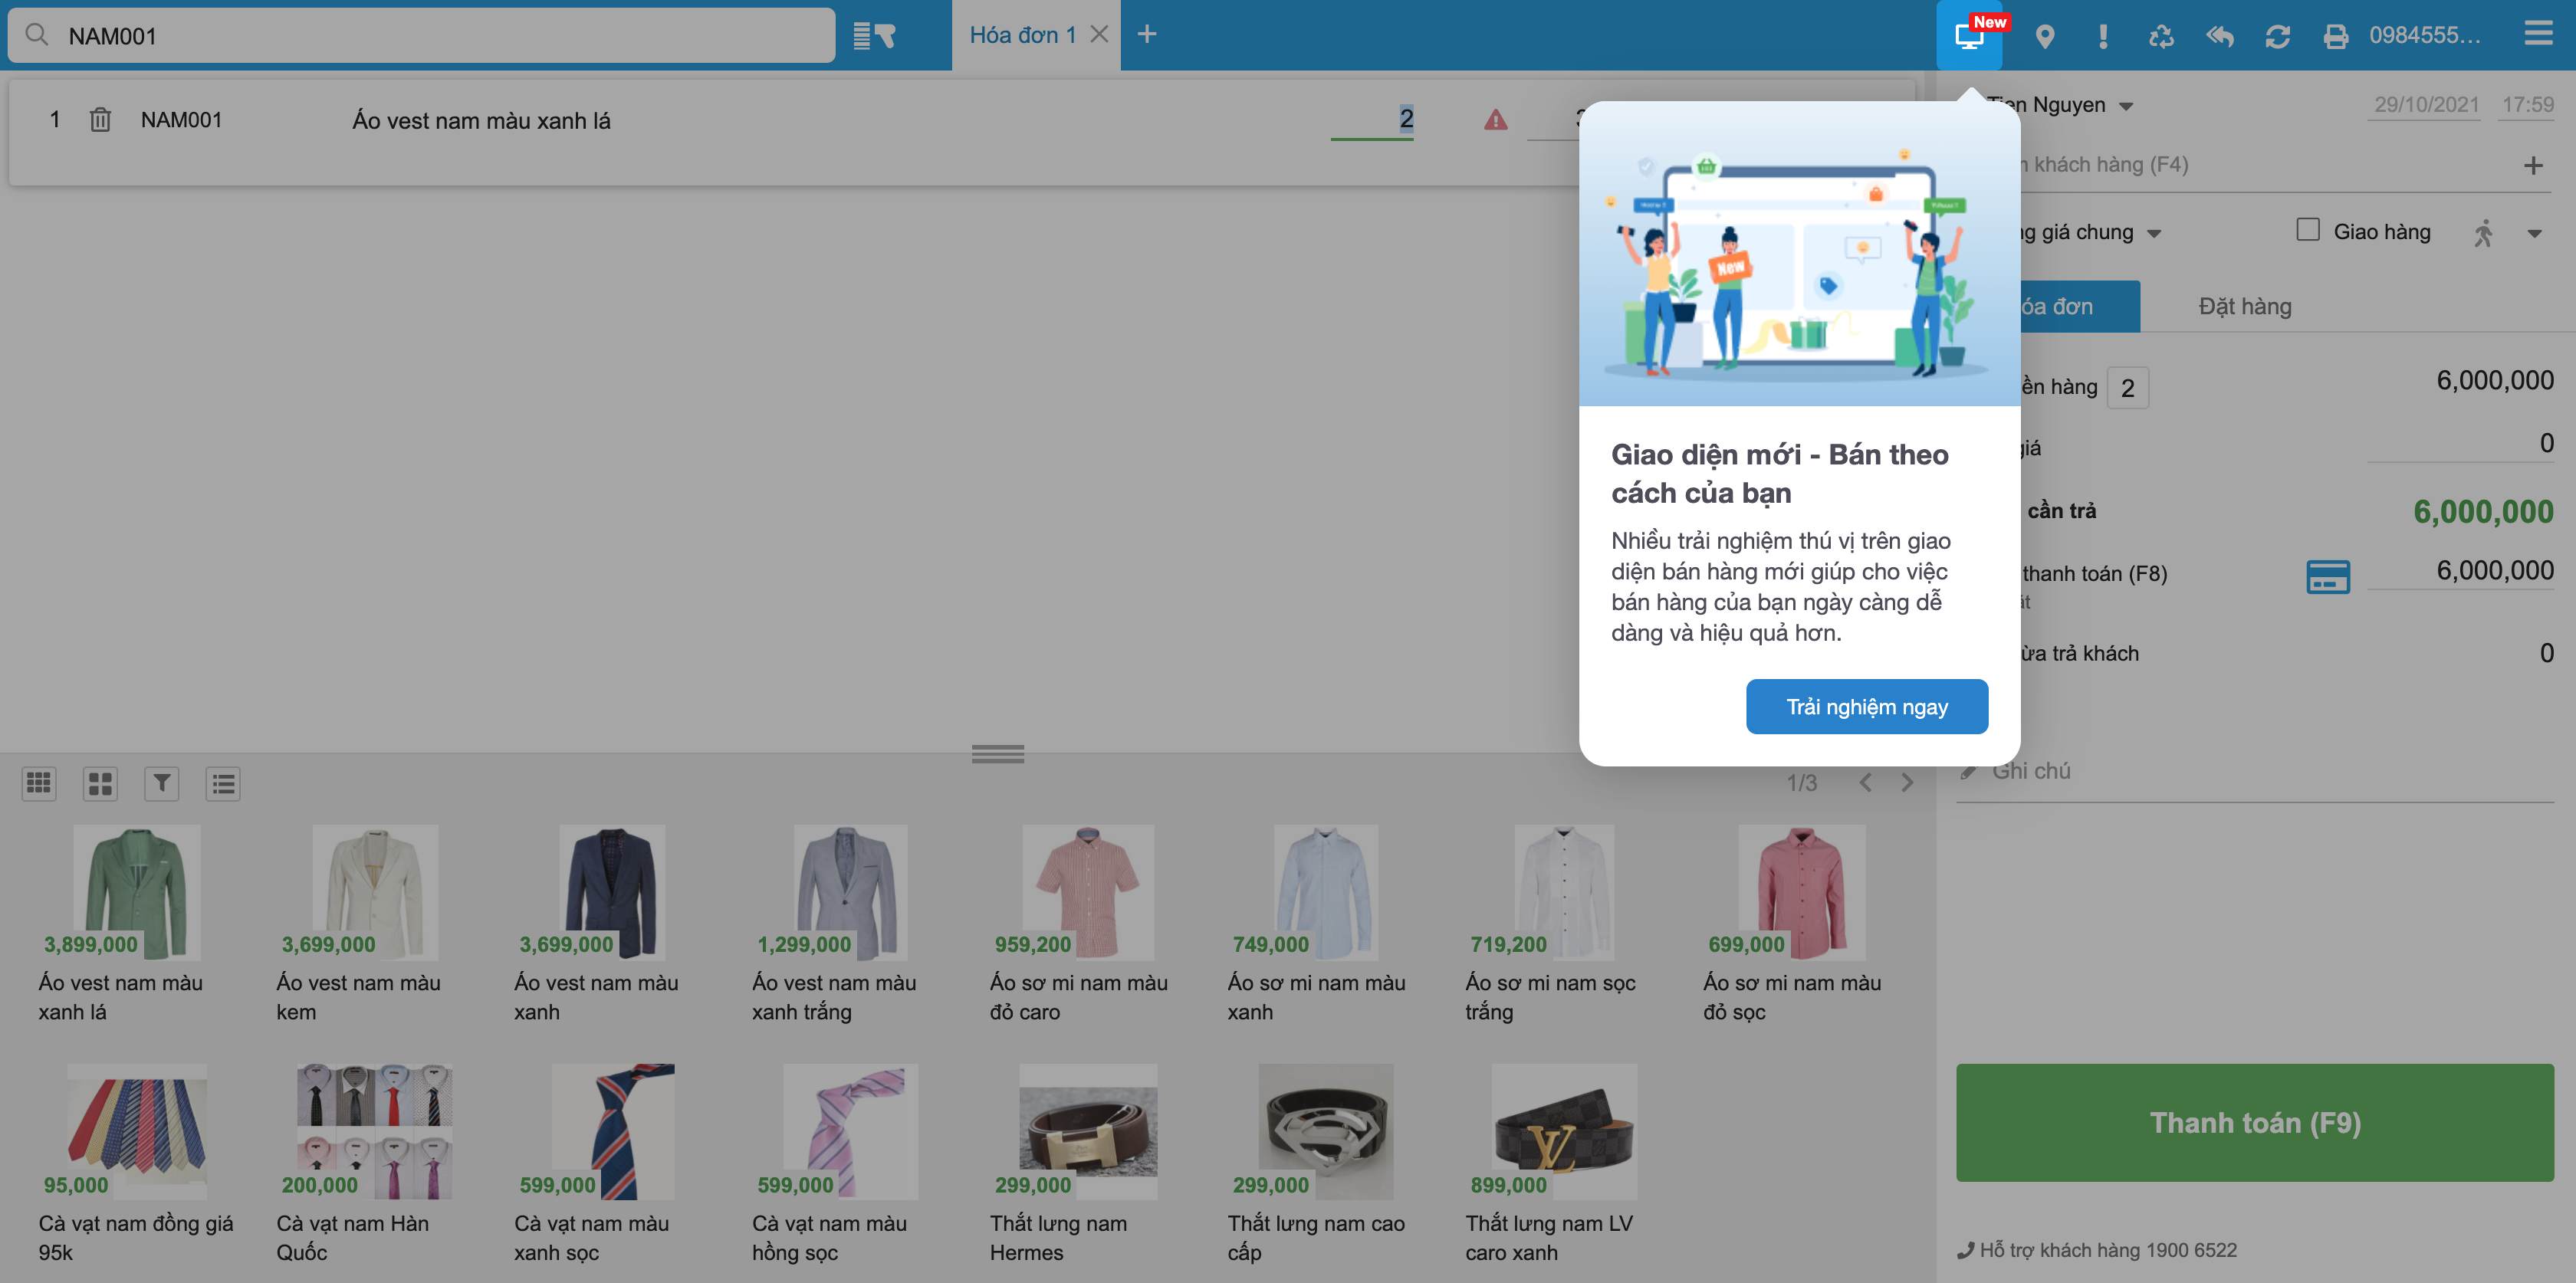 NAM001
Hóa đơn 1
New
0984555...
1 NAM001 Áo vest nam màu xanh lá 2
Tien Nguyen 29/10/2021 17:59
khách hàng (F4)
giá chung Giao hàng
đơn Đặt hàng
hàng 2 6,000,000
giá 0
cần trả 6,000,000
thanh toán (F8) 6,000,000
trả khách 0
Ghi chú
New
Giao diện mới - Bán theo
cách của bạn
Nhiều trải nghiệm thú vị trên giao
diện bán hàng mới giúp cho việc
bán hàng của bạn ngày càng dễ
dàng và hiệu quả hơn.
Trải nghiệm ngay
1/3
3,899,000 3,699,000 3,699,000 1,299,000 959,200 749,000 719,200 699,000
Áo vest nam màu Áo vest nam màu Áo vest nam màu Áo vest nam màu Áo sơ mi nam màu Áo sơ mi nam màu Áo sơ mi nam sọc Áo sơ mi nam màu
xanh lá kem xanh xanh trắng đỏ caro xanh trắng đỏ sọc
95,000 200,000 599,000 599,000 299,000 299,000 899,000
Cà vạt nam đồng giá Cà vạt nam Hàn Cà vạt nam màu Cà vạt nam màu Thắt lưng nam Thắt lưng nam cao Thắt lưng nam LV
95k Quốc xanh sọc hồng sọc Hermes cấp caro xanh
Thanh toán (F9)
Hỗ trợ khách hàng 1900 6522